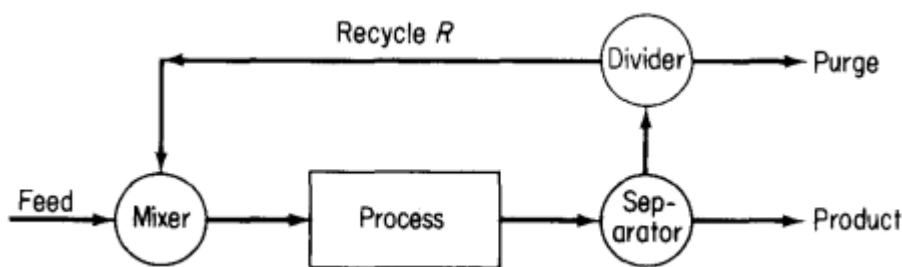 Recycle R
Divider
Purge
Feed
Mixer
Process
Sep-
arator
Product